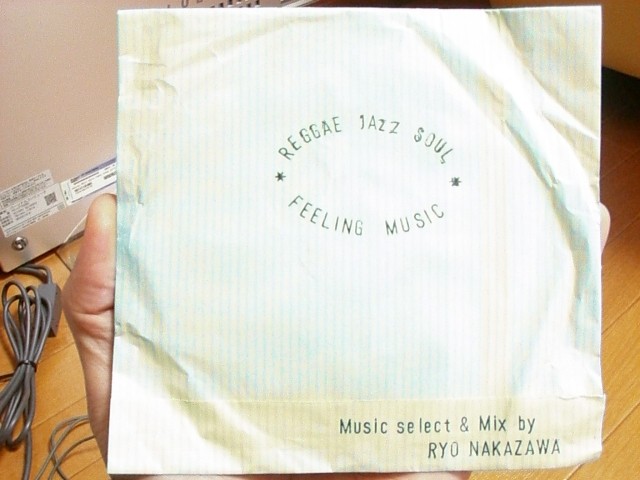 REGGAE JAZZ SOUL
* *
FEELING MUSIC
Music select & Mix by
RYO NAKAZAWA